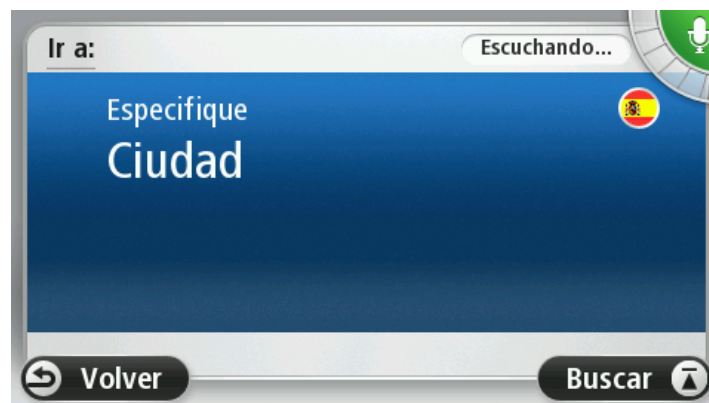 Ir a:
Escuchando...
Especifique
Ciudad
Volver
Buscar